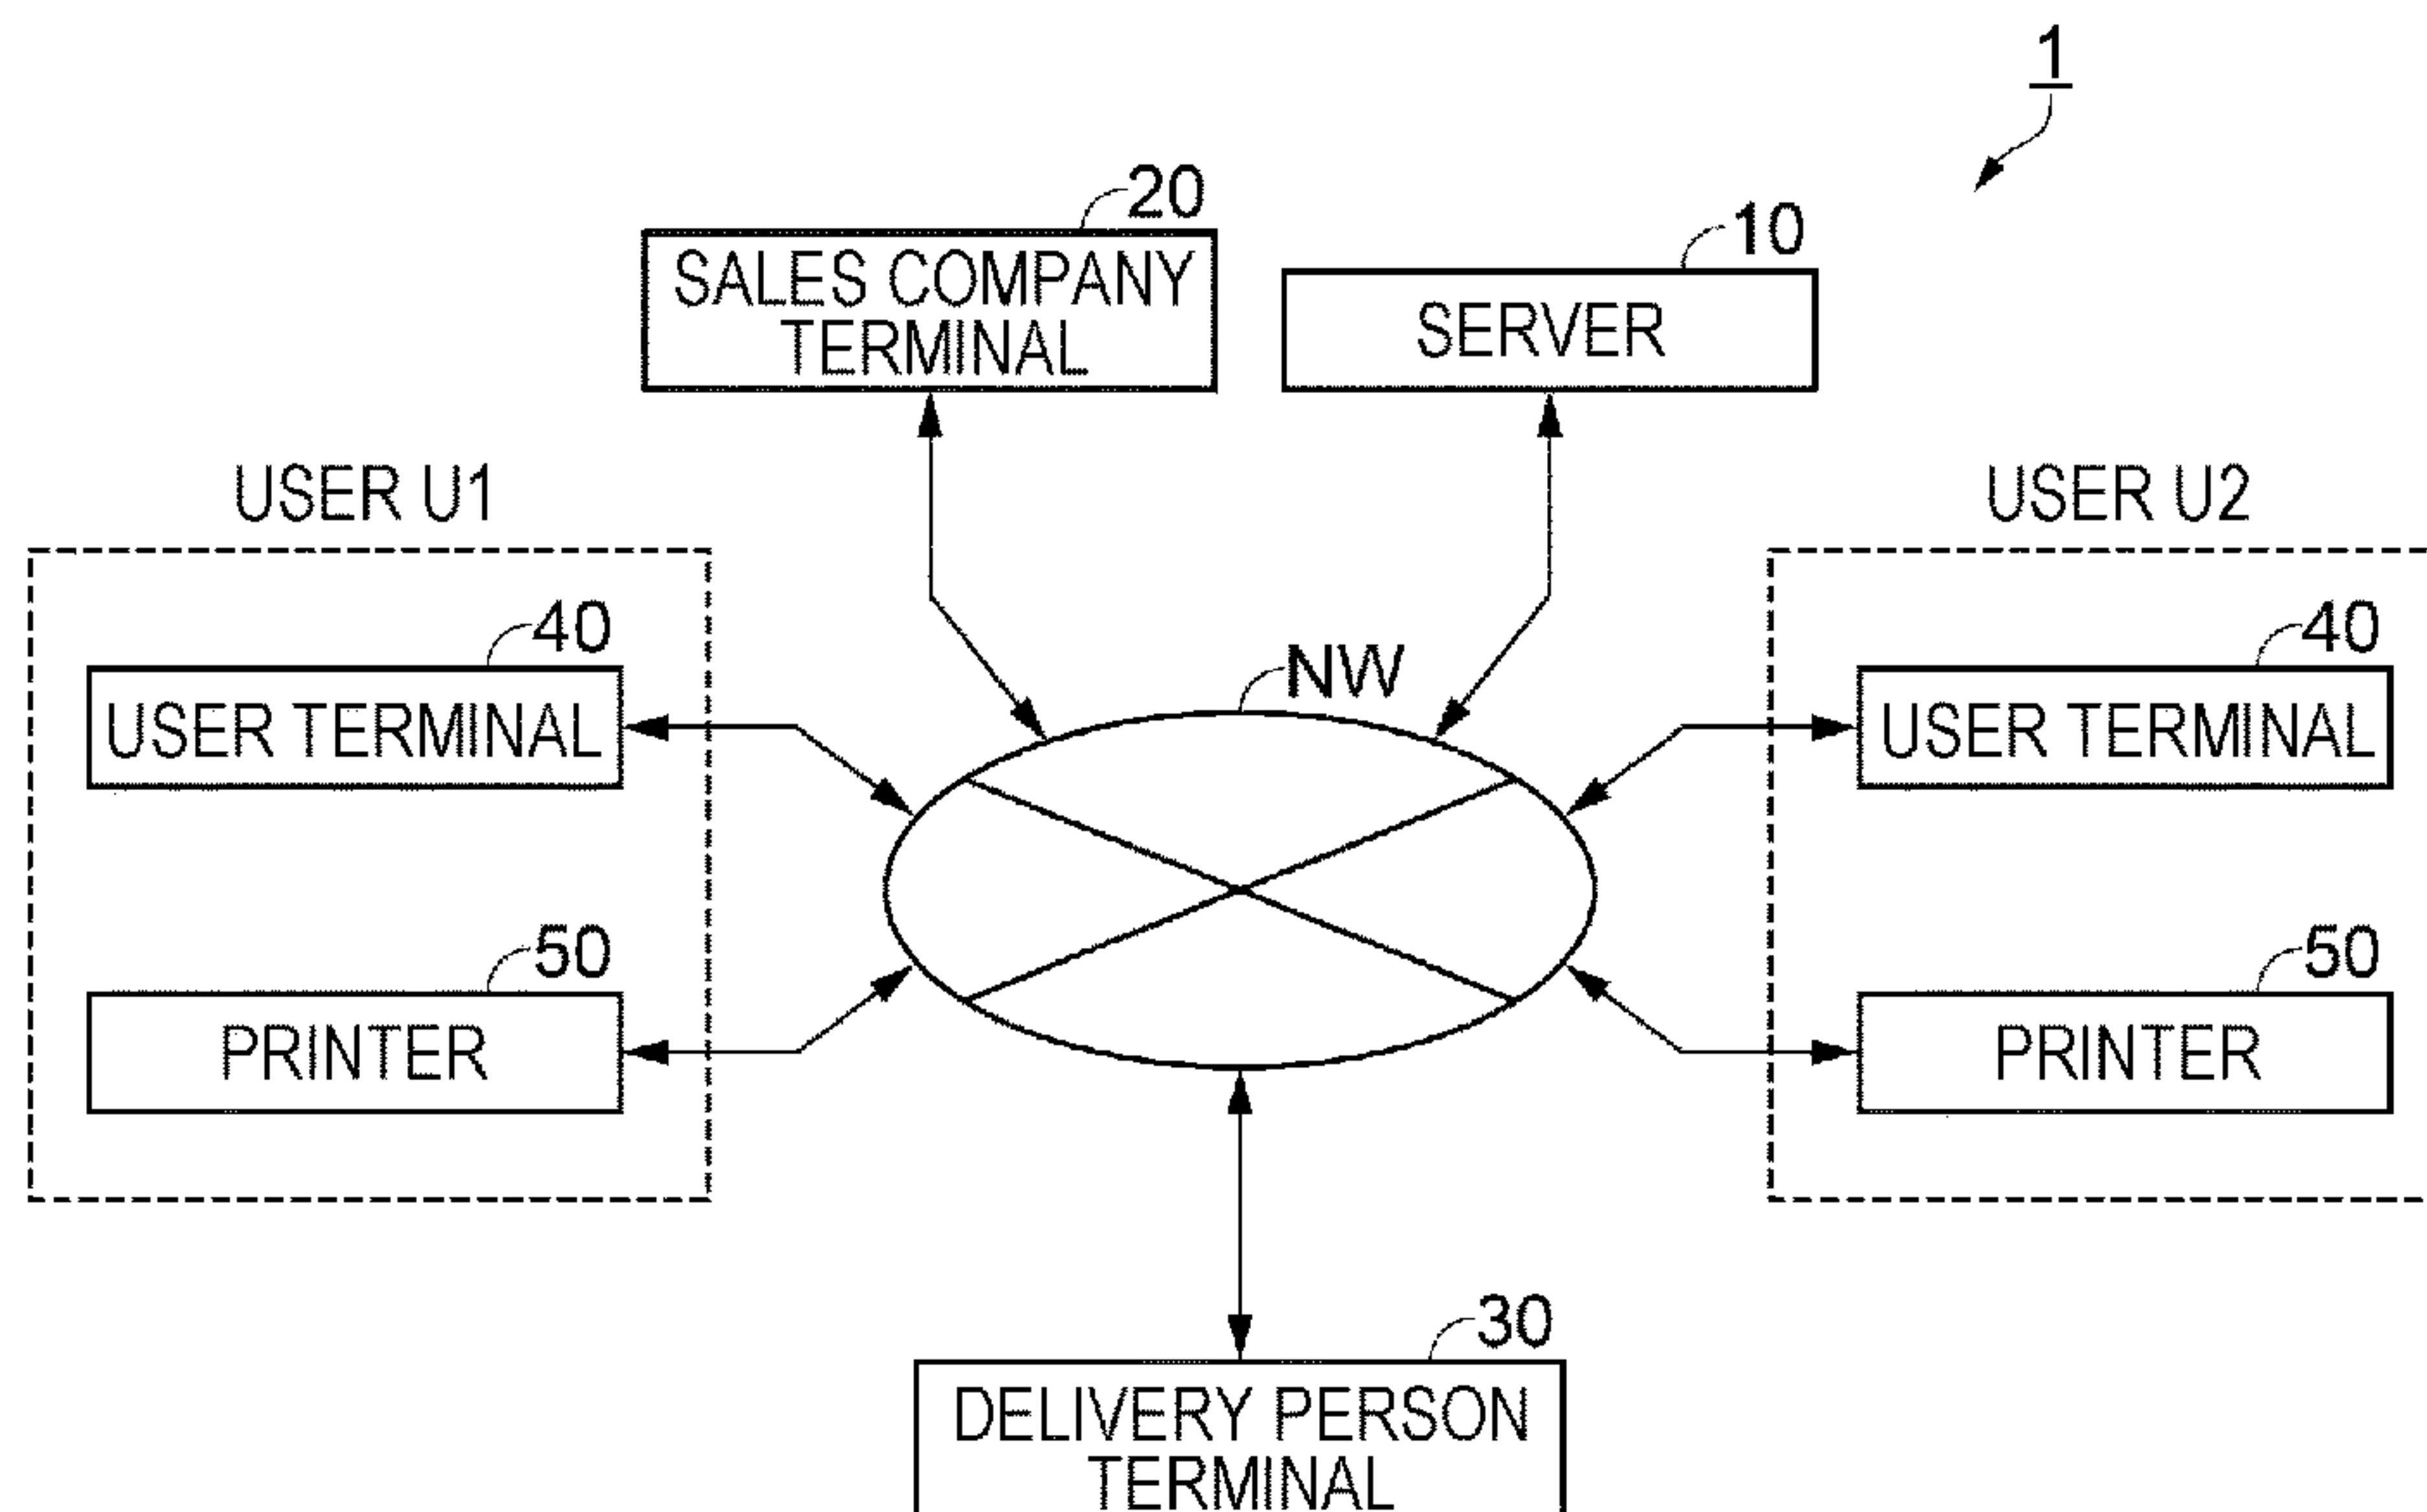 1
20
SALES COMPANY
TERMINAL
10
SERVER
USER U1
USER U2
40
USER TERMINAL
NW
40
USER TERMINAL
50
PRINTER
50
PRINTER
30
DELIVERY PERSON
TERMINAL